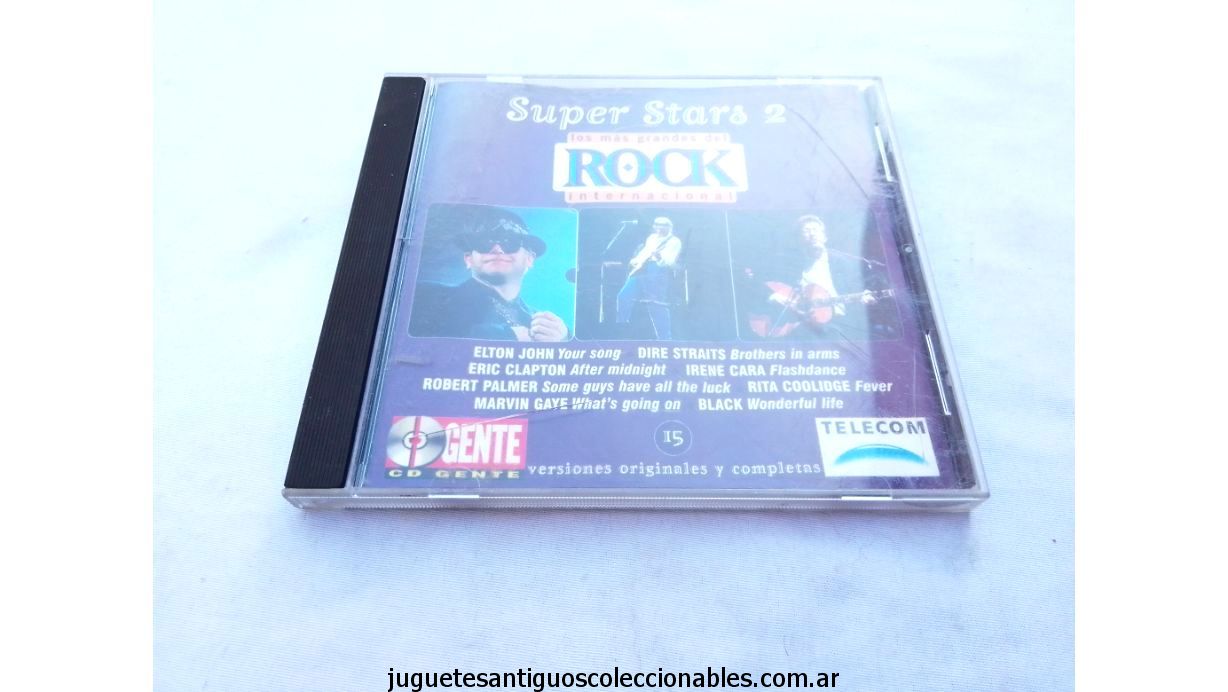 Super Stars 2
los más grandes del
ROCK
internacional
ELTON JOHN Your song DIRE STRAITS Brothers in arms
ERIC CLAPTON After midnight IRENE CARA Flashdance
ROBERT PALMER Some guys have all the luck RITA COOLIDGE Fever
MARVIN GAYE What's going on BLACK Wonderful life
GENTE
CD GENTE
15
versiones originales y completas
TELECOM
juguetesantiguoscoleccionables.com.ar